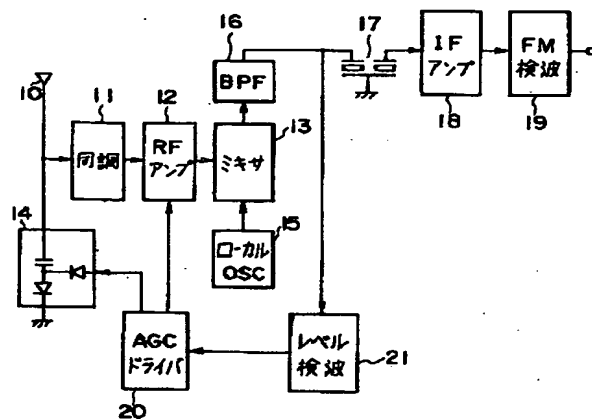 16
17
10
11
12
BPF
IF
アンプ
FM
検波
13
18
19
同調
RF
アンプ
ミキサ
14
15
ローカル
OSC
AGC
ドライバ
レベル
検波
21
20